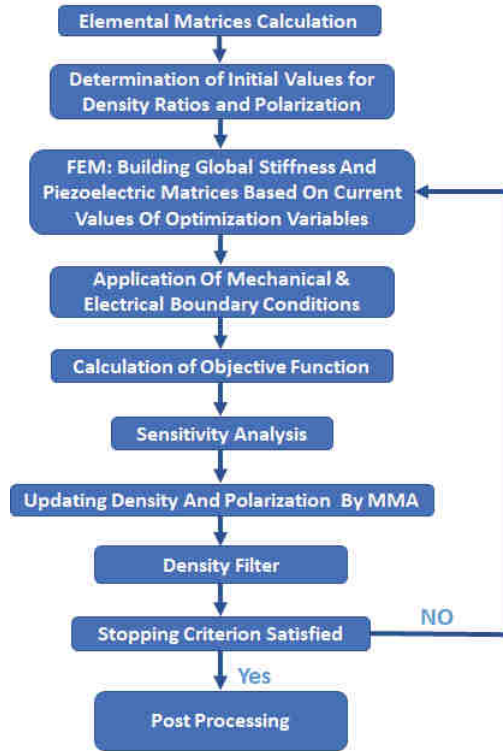 Elemental Matrices Calculation
Determination of Initial Values for
Density Ratios and Polarization
FEM: Building Global Stiffness And
Piezoelectric Matrices Based On Current
Values Of Optimization Variables
Application Of Mechanical &
Electrical Boundary Conditions
Calculation of Objective Function
Sensitivity Analysis
Updating Density And Polarization By MMA
Density Filter
Stopping Criterion Satisfied
NO
Yes
Post Processing